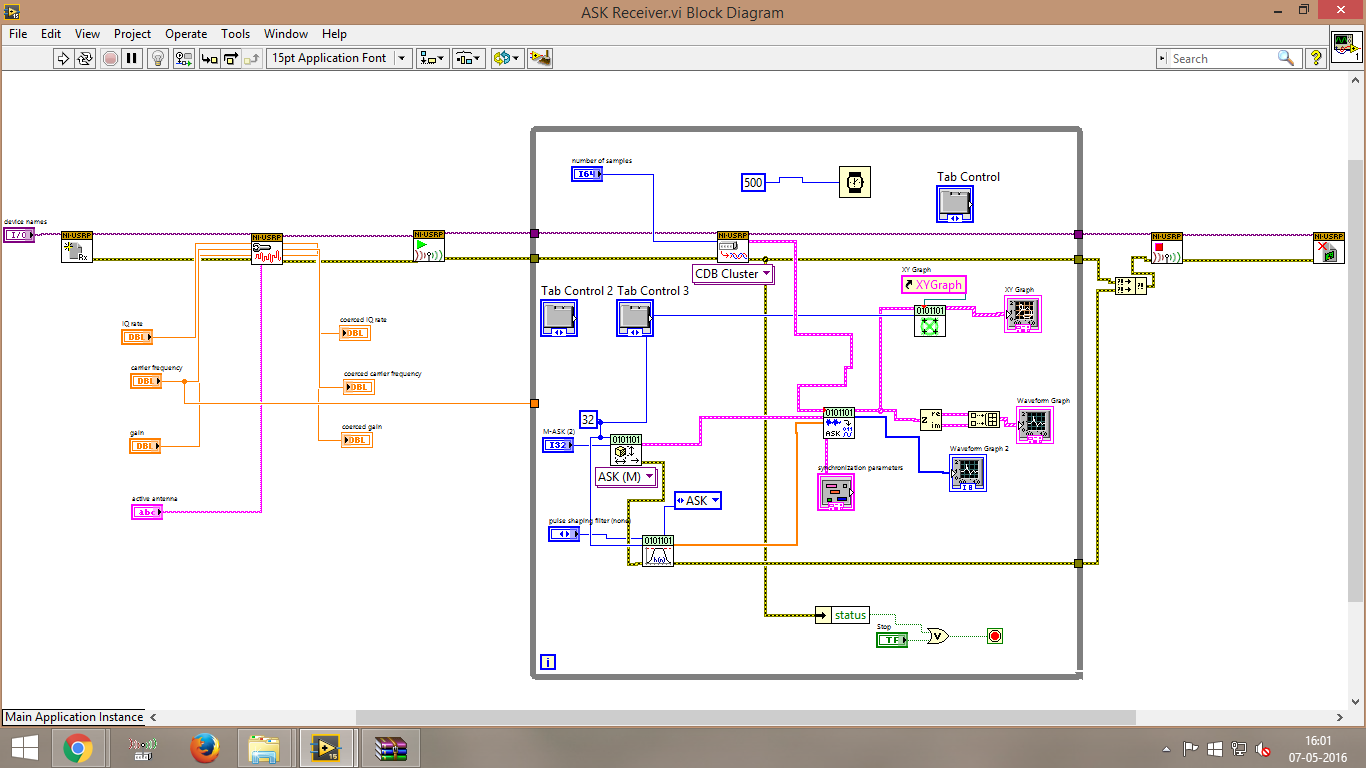 ASK Receiver.vi Block Diagram
File Edit View Project Operate Tools Window Help
15pt Application Font
Search
1
number of samples
I64
500
Tab Control
device names
I/O
NI-USRP
Rx
NI-USRP
NI-USRP
NI-USRP
NI-USRP
NI-USRP
CDB Cluster
XY Graph
XYGraph
XY Graph
Tab Control 2
Tab Control 3
0101101
IQ rate
DBL
coerced IQ rate
DBL
carrier frequency
DBL
coerced carrier frequency
DBL
gain
DBL
coerced gain
DBL
active antenna
abc
32
M-ASK (2)
I32
0101101
ASK (M)
0101101
ASK
re
im
Z
Waveform Graph
Waveform Graph 2
synchronization parameters
ASK
pulse shaping filter (none)
0101101
h(n)
status
Stop
TF
V
i
Main Application Instance
15
16:01
07-05-2016